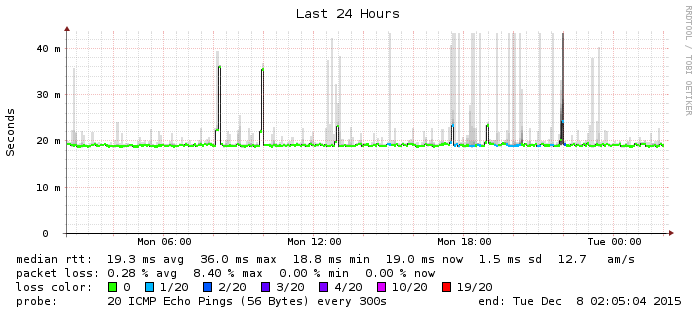 Last 24 Hours
RRDTOOL / TOBI OETIKER
Seconds
40 m
30 m
20 m
10 m
0
Mon 06:00 Mon 12:00 Mon 18:00 Tue 00:00
median rtt: 19.3 ms avg 36.0 ms max 18.8 ms min 19.0 ms now 1.5 ms sd 12.7 am/s
packet loss: 0.28 % avg 8.40 % max 0.00 % min 0.00 % now
loss color: 0 1/20 2/20 3/20 4/20 10/20 19/20
probe: 20 ICMP Echo Pings (56 Bytes) every 300s end: Tue Dec 8 02:05:04 2015